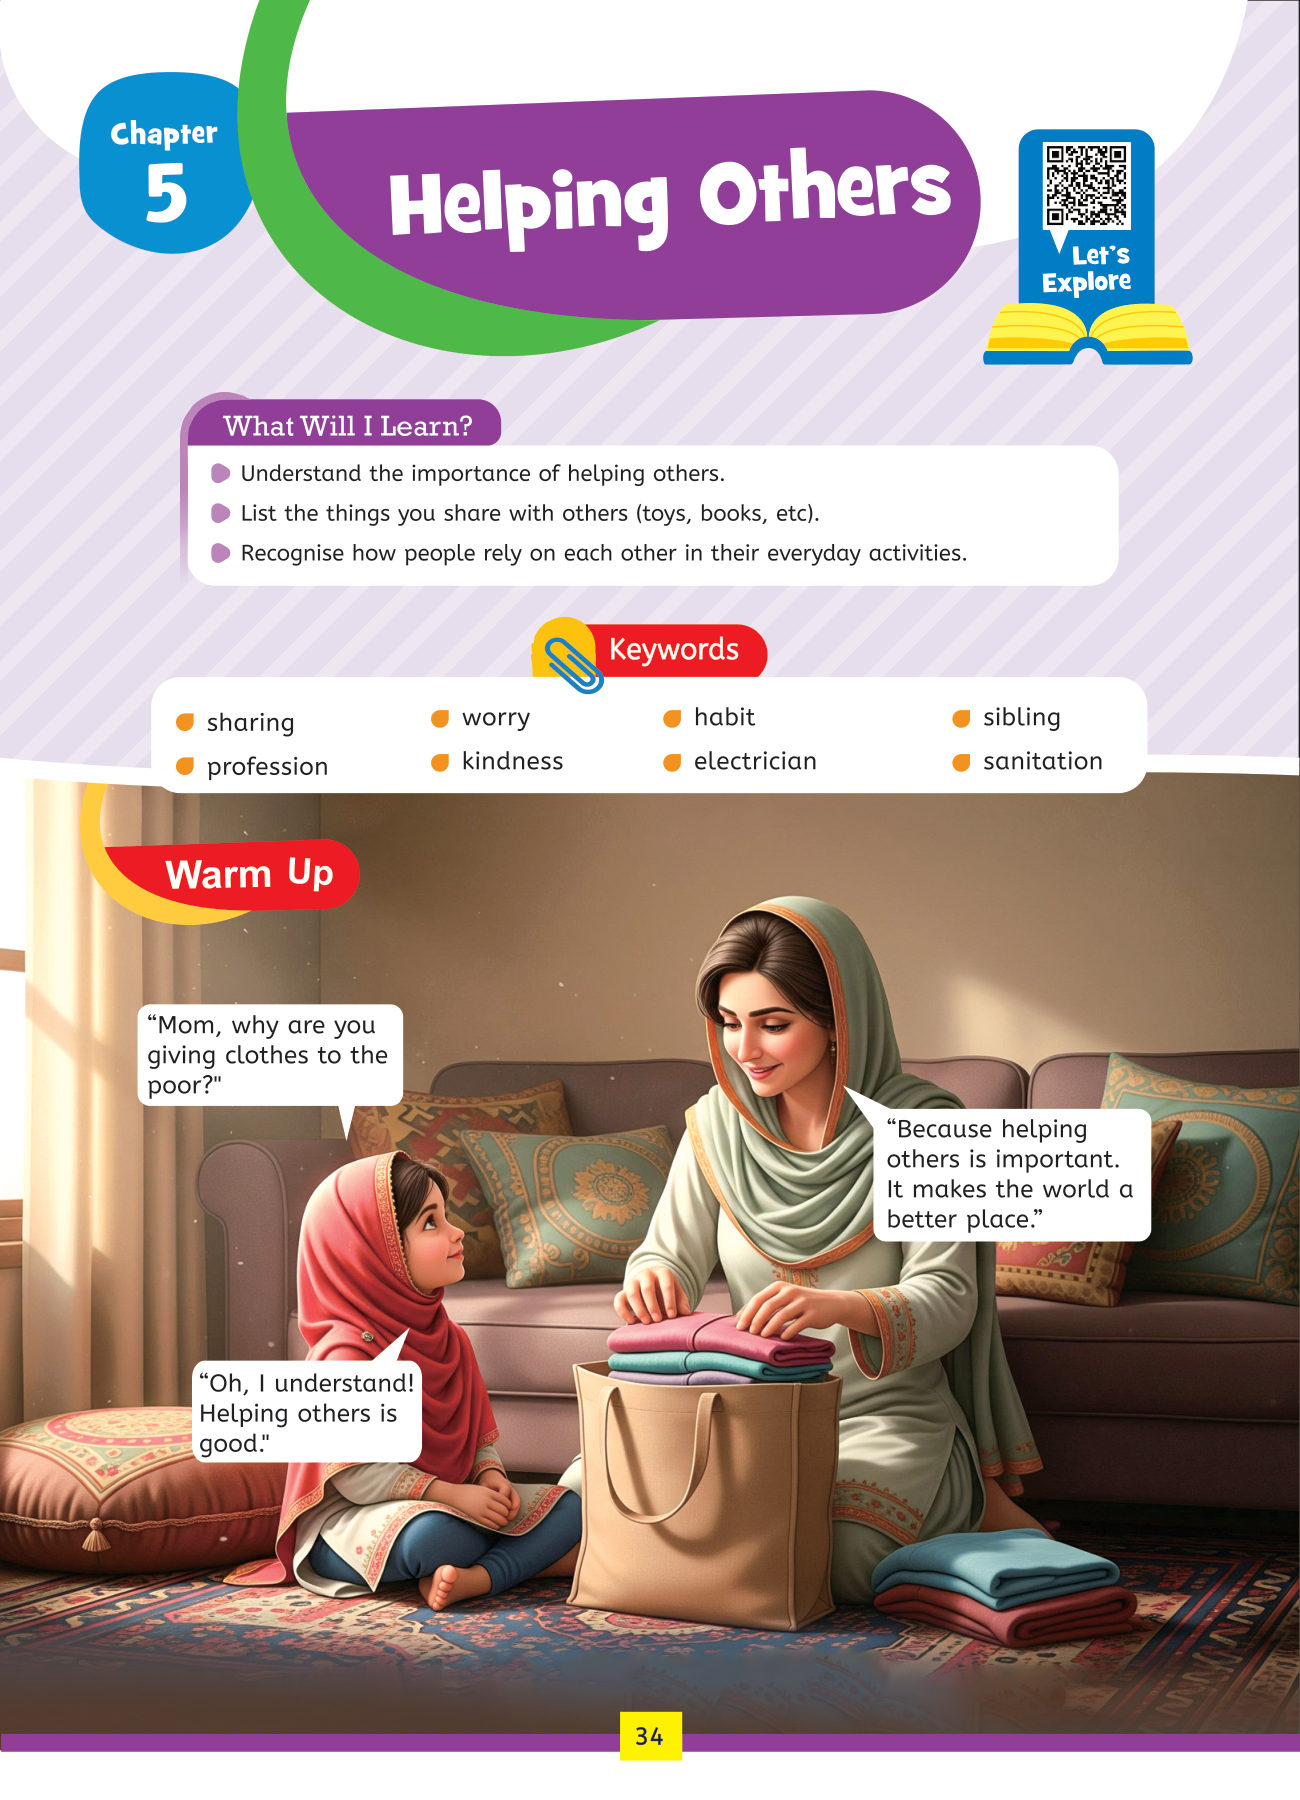 Chapter
5
Helping Others
Let's
Explore
What Will I Learn?
Understand the importance of helping others.
List the things you share with others (toys, books, etc).
Recognise how people rely on each other in their everyday activities.
Keywords
sharing
worry
habit
sibling
profession
kindness
electrician
sanitation
Warm Up
“Mom, why are you
giving clothes to the
poor?"
“Because helping
others is important.
It makes the world a
better place.”
“Oh, I understand!
Helping others is
good."
34